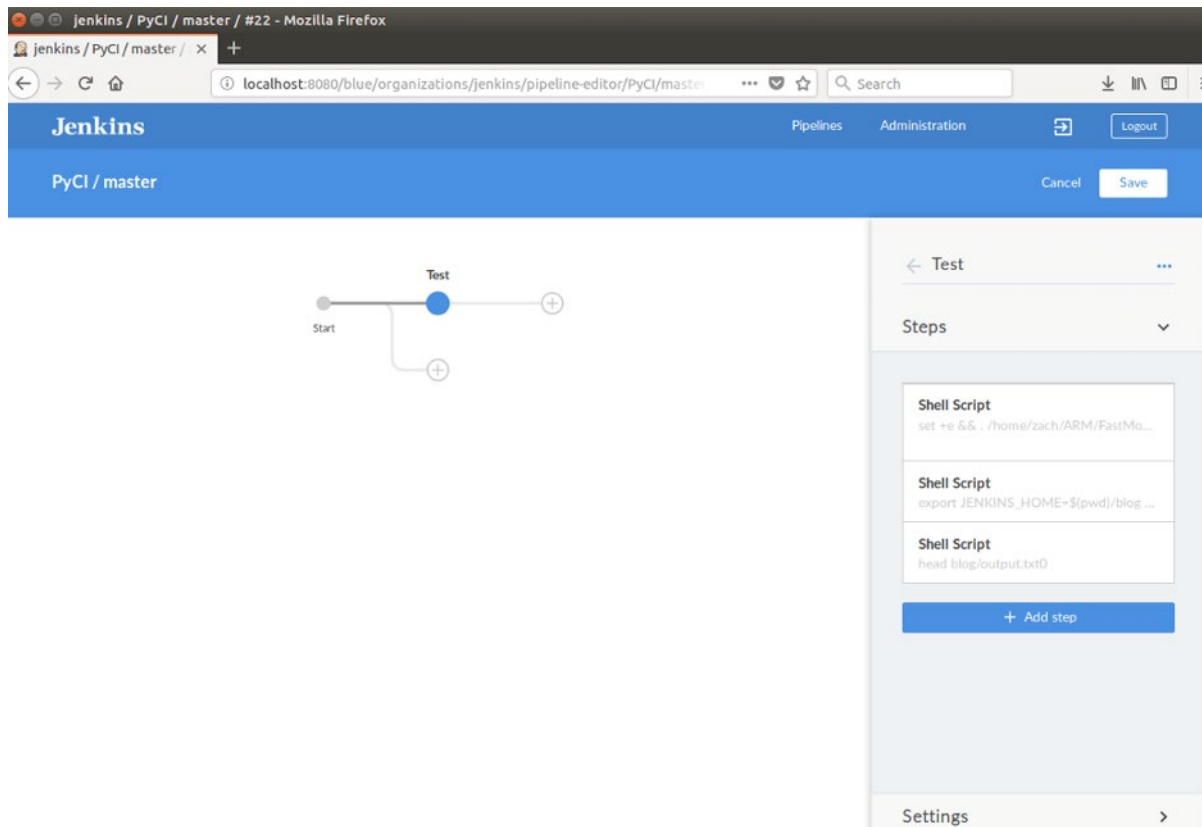 jenkins / PyCI / master / #22 - Mozilla Firefox
jenkins / PyCI / master /
localhost:8080/blue/organizations/jenkins/pipeline-editor/PyCI/master
Search
Jenkins
Pipelines
Administration
Logout
PyCI / master
Cancel
Save
Test
Start
Test
Steps
Shell Script
set +e && . /home/zach/ARM/FastMo...
Shell Script
export JENKINS_HOME=$(pwd)/blog ...
Shell Script
head blog/output.txt0
+ Add step
Settings